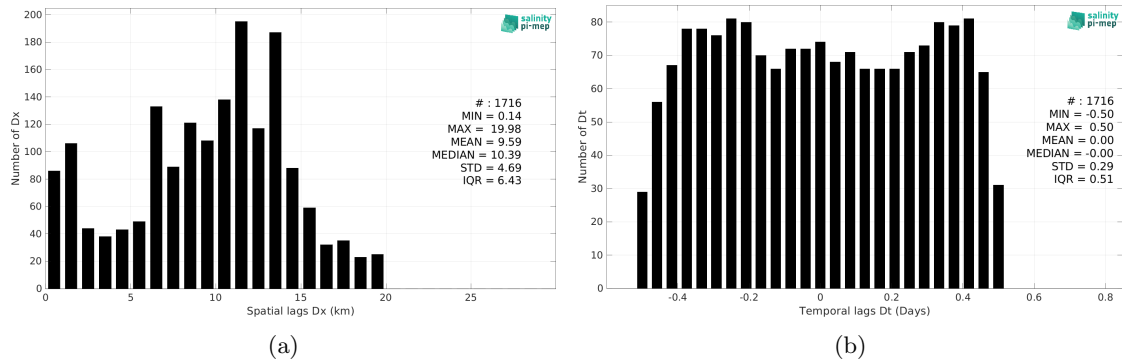 200
180
160
140
120
100
80
60
40
20
0
Number of Dx
0
5
10
15
20
25
Spatial lags Dx (km)
salinity
pi-mep
# : 1716
MIN = 0.14
MAX = 19.98
MEAN = 9.59
MEDIAN = 10.39
STD = 4.69
IQR = 6.43
(a)
80
70
60
50
40
30
20
10
0
Number of Dt
-0.4
-0.2
0
0.2
0.4
0.6
0.8
Temporal lags Dt (Days)
salinity
pi-mep
# : 1716
MIN = -0.50
MAX = 0.50
MEAN = 0.00
MEDIAN = -0.00
STD = 0.29
IQR = 0.51
(b)